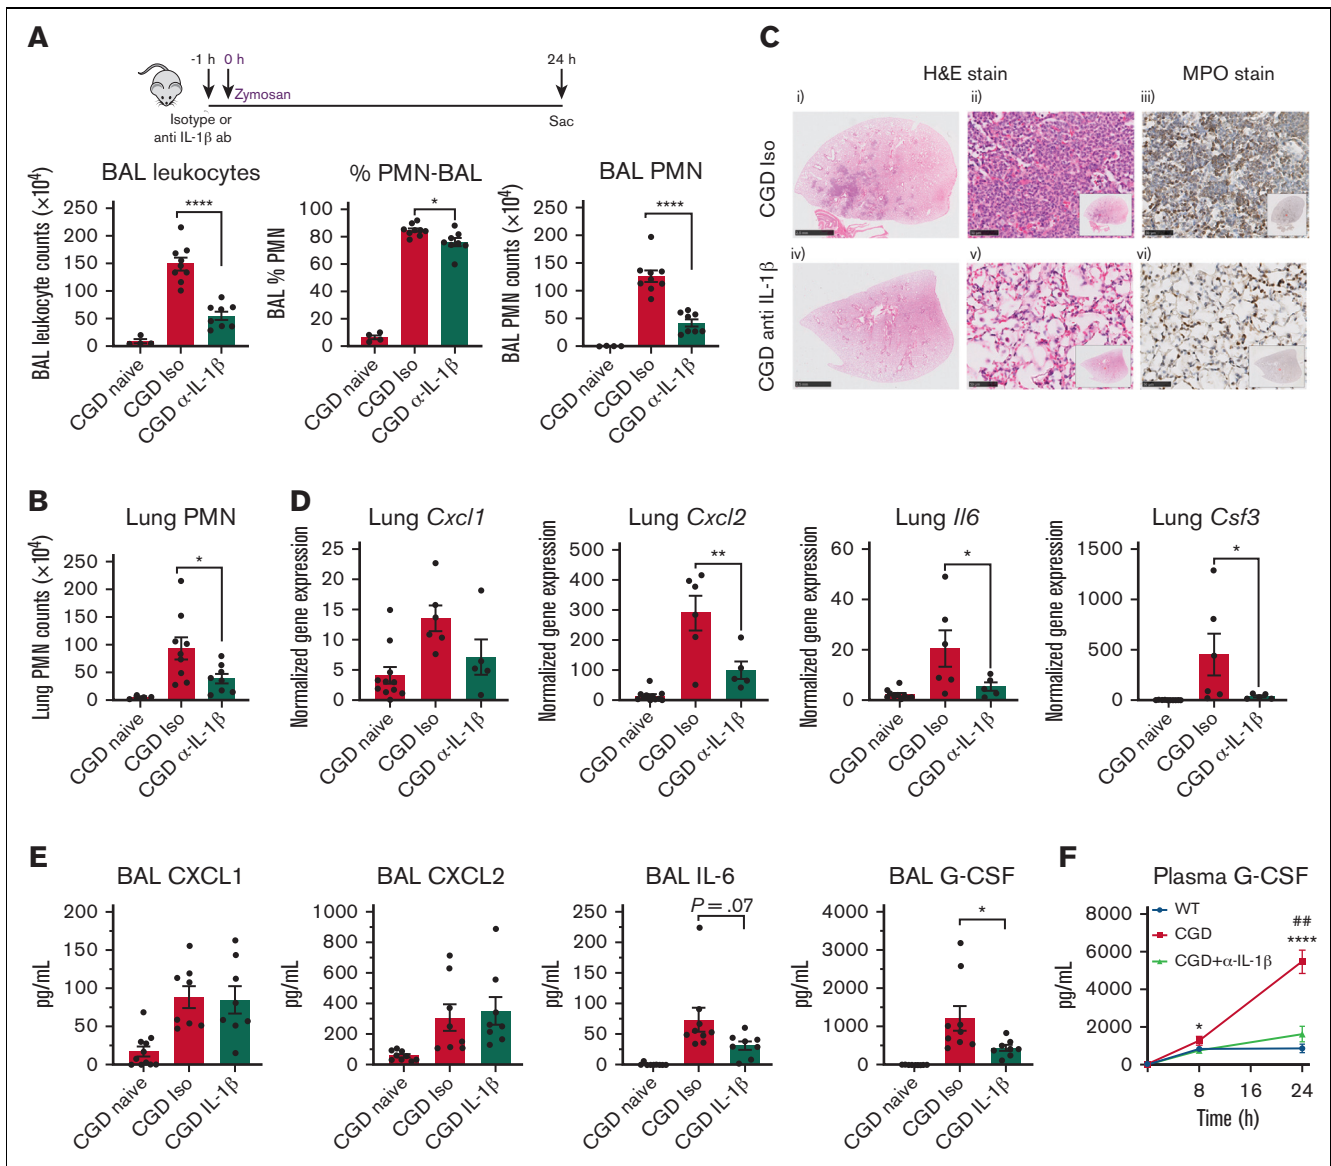 A
-1 h
0 h
24 h
Zymosan
Isotype or
anti IL-1β ab
Sac
BAL leukocytes
BAL leukocyte counts (×10⁴)
250
200
150
100
50
0
****
CGD naive
CGD Iso
CGD α-IL-1β
% PMN-BAL
BAL % PMN
100
80
60
40
20
0
*
CGD naive
CGD Iso
CGD α-IL-1β
BAL PMN
BAL PMN counts (×10⁴)
250
200
150
100
50
0
****
CGD naive
CGD Iso
CGD α-IL-1β
C
H&E stain
MPO stain
i)
ii)
iii)
CGD Iso
iv)
v)
vi)
CGD anti IL-1β
B
Lung PMN
Lung PMN counts (×10⁴)
250
200
150
100
50
0
*
CGD naive
CGD Iso
CGD α-IL-1β
D
Lung Cxcl1
Normalized gene expression
25
20
15
10
5
0
CGD naive
CGD Iso
CGD α-IL-1β
Lung Cxcl2
Normalized gene expression
500
400
300
200
100
0
**
CGD naive
CGD Iso
CGD α-IL-1β
Lung Il6
Normalized gene expression
60
40
20
0
*
CGD naive
CGD Iso
CGD α-IL-1β
Lung Csf3
Normalized gene expression
1500
1000
500
0
*
CGD naive
CGD Iso
CGD α-IL-1β
E
BAL CXCL1
pg/mL
200
150
100
50
0
CGD naive
CGD Iso
CGD IL-1β
BAL CXCL2
pg/mL
1000
800
600
400
200
0
CGD naive
CGD Iso
CGD IL-1β
BAL IL-6
pg/mL
250
200
150
100
50
0
P = .07
CGD naive
CGD Iso
CGD IL-1β
BAL G-CSF
pg/mL
4000
3000
2000
1000
0
*
CGD naive
CGD Iso
CGD IL-1β
F
Plasma G-CSF
pg/mL
8000
6000
4000
2000
0
WT
CGD
CGD+α-IL-1β
##
****
*
8
16
24
Time (h)